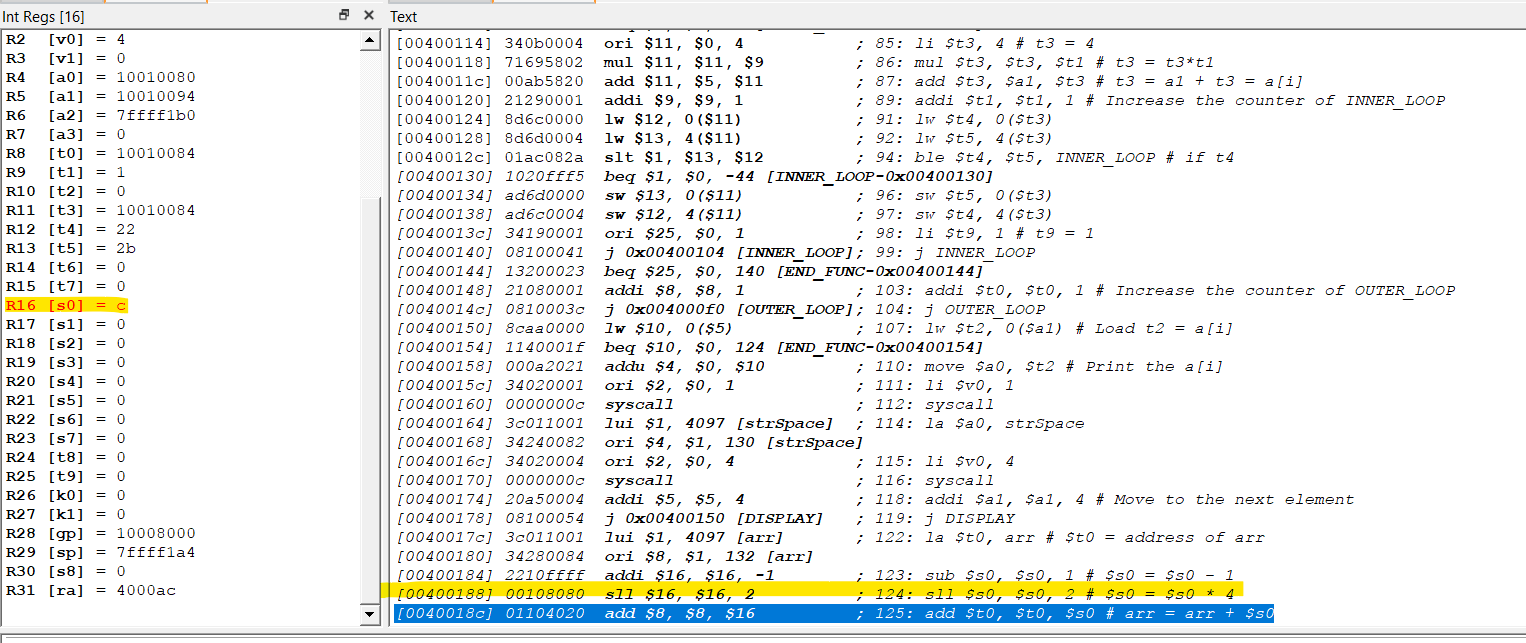 Int Regs [16]
R2 [v0] = 4
R3 [v1] = 0
R4 [a0] = 10010080
R5 [a1] = 10010094
R6 [a2] = 7ffff1b0
R7 [a3] = 0
R8 [t0] = 10010084
R9 [t1] = 1
R10 [t2] = 0
R11 [t3] = 10010084
R12 [t4] = 22
R13 [t5] = 2b
R14 [t6] = 0
R15 [t7] = 0
R16 [s0] = c
R17 [s1] = 0
R18 [s2] = 0
R19 [s3] = 0
R20 [s4] = 0
R21 [s5] = 0
R22 [s6] = 0
R23 [s7] = 0
R24 [t8] = 0
R25 [t9] = 0
R26 [k0] = 0
R27 [k1] = 0
R28 [gp] = 10008000
R29 [sp] = 7ffff1a4
R30 [s8] = 0
R31 [ra] = 4000ac
Text
[00400114] 340b0004 ori $11, $0, 4 ; 85: li $t3, 4 # t3 = 4
[00400118] 71695802 mul $11, $11, $9 ; 86: mul $t3, $t3, $t1 # t3 = t3*t1
[0040011c] 00ab5820 add $11, $5, $11 ; 87: add $t3, $a1, $t3 # t3 = a1 + t3 = a[i]
[00400120] 21290001 addi $9, $9, 1 ; 89: addi $t1, $t1, 1 # Increase the counter of INNER_LOOP
[00400124] 8d6c0000 lw $12, 0($11) ; 91: lw $t4, 0($t3)
[00400128] 8d6d0004 lw $13, 4($11) ; 92: lw $t5, 4($t3)
[0040012c] 01ac082a slt $1, $13, $12 ; 94: ble $t4, $t5, INNER_LOOP # if t4
[00400130] 1020fff5 beq $1, $0, -44 [INNER_LOOP-0x00400130]
[00400134] ad6d0000 sw $13, 0($11) ; 96: sw $t5, 0($t3)
[00400138] ad6c0004 sw $12, 4($11) ; 97: sw $t4, 4($t3)
[0040013c] 34190001 ori $25, $0, 1 ; 98: li $t9, 1 # t9 = 1
[00400140] 08100041 j 0x00400104 [INNER_LOOP]; 99: j INNER_LOOP
[00400144] 13200023 beq $25, $0, 140 [END_FUNC-0x00400144]
[00400148] 21080001 addi $8, $8, 1 ; 103: addi $t0, $t0, 1 # Increase the counter of OUTER_LOOP
[0040014c] 0810003c j 0x004000f0 [OUTER_LOOP]; 104: j OUTER_LOOP
[00400150] 8caa0000 lw $10, 0($5) ; 107: lw $t2, 0($a1) # Load t2 = a[i]
[00400154] 1140001f beq $10, $0, 124 [END_FUNC-0x00400154]
[00400158] 000a2021 addu $4, $0, $10 ; 110: move $a0, $t2 # Print the a[i]
[0040015c] 34020001 ori $2, $0, 1 ; 111: li $v0, 1
[00400160] 0000000c syscall ; 112: syscall
[00400164] 3c011001 lui $1, 4097 [strSpace] ; 114: la $a0, strSpace
[00400168] 34240082 ori $4, $1, 130 [strSpace]
[0040016c] 34020004 ori $2, $0, 4 ; 115: li $v0, 4
[00400170] 0000000c syscall ; 116: syscall
[00400174] 20a50004 addi $5, $5, 4 ; 118: addi $a1, $a1, 4 # Move to the next element
[00400178] 08100054 j 0x00400150 [DISPLAY] ; 119: j DISPLAY
[0040017c] 3c011001 lui $1, 4097 [arr] ; 122: la $t0, arr # $t0 = address of arr
[00400180] 34280084 ori $8, $1, 132 [arr]
[00400184] 2210ffff addi $16, $16, -1 ; 123: sub $s0, $s0, 1 # $s0 = $s0 - 1
[00400188] 00108080 sll $16, $16, 2 ; 124: sll $s0, $s0, 2 # $s0 = $s0 * 4
[0040018c] 01104020 add $8, $8, $16 ; 125: add $t0, $t0, $s0 # arr = arr + $s0